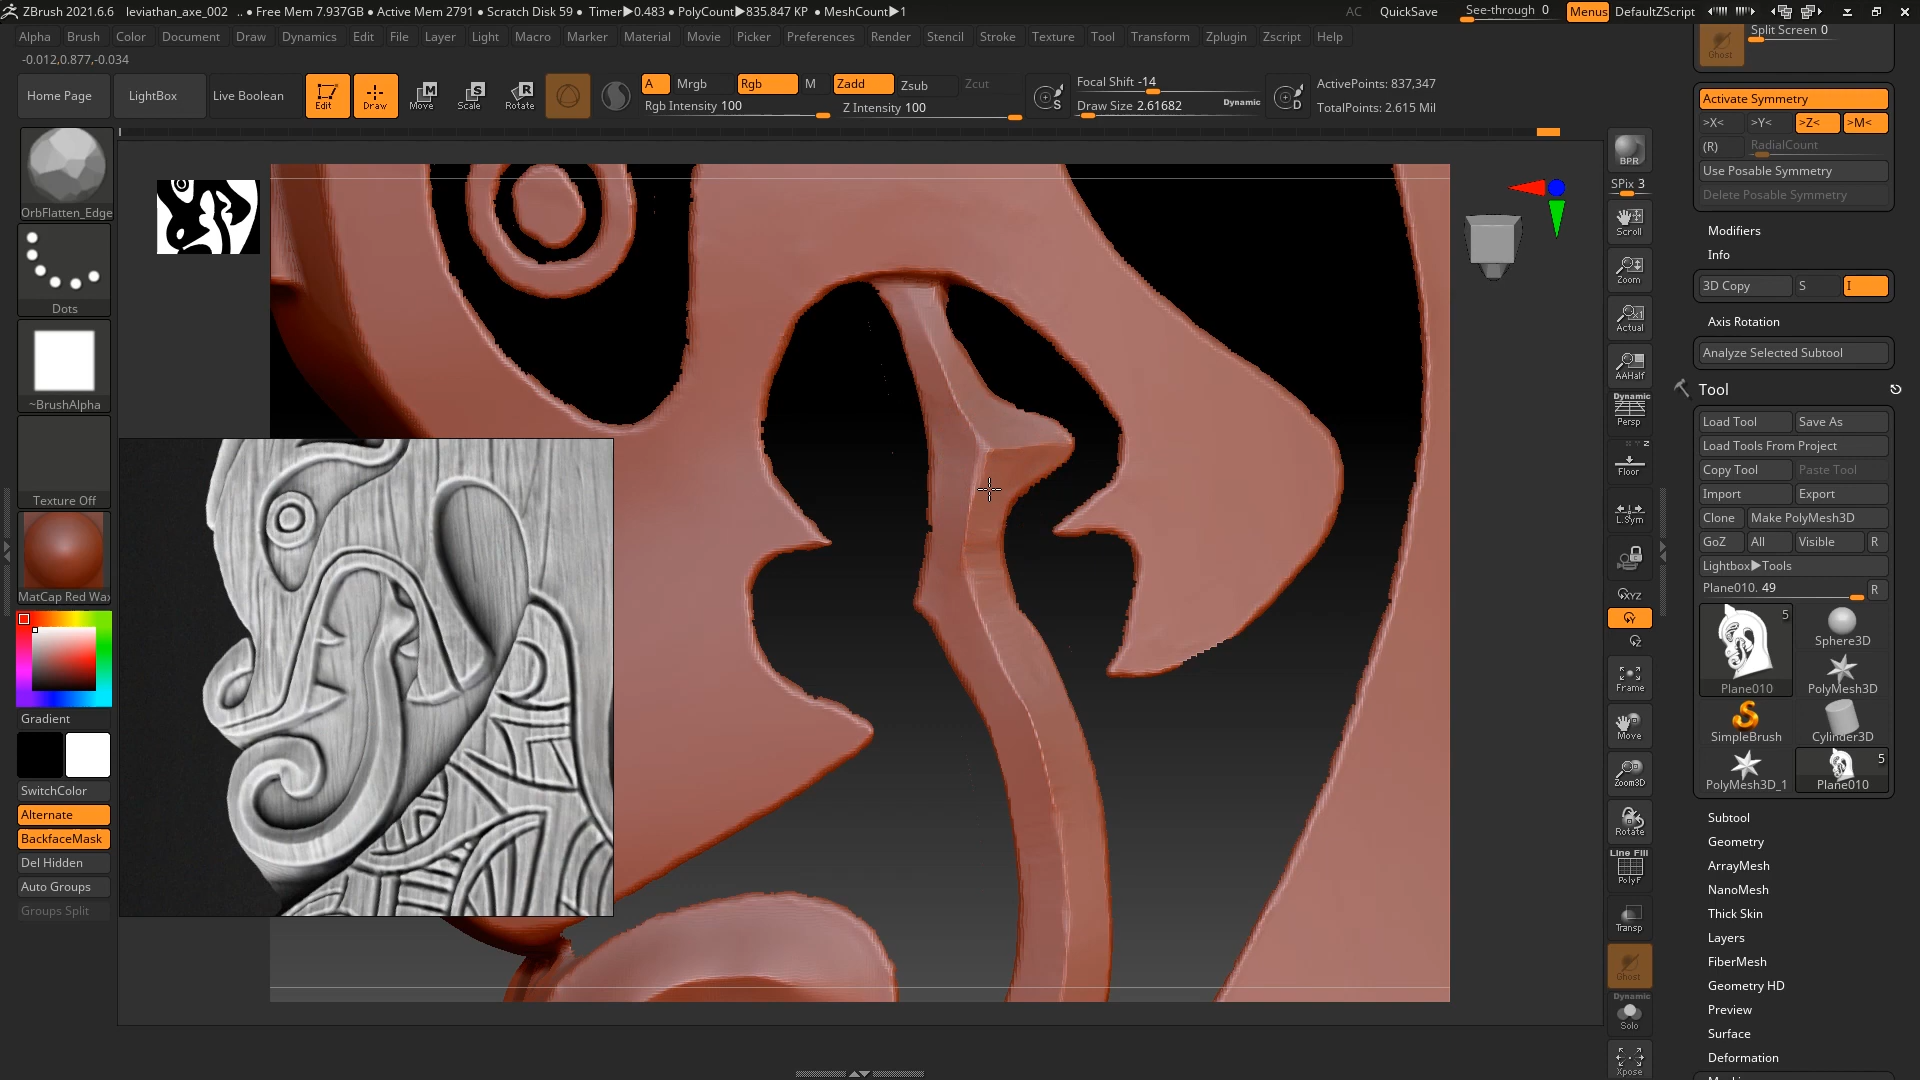 ZBrush 2021.6.6 leviathan_axe_002 .. • Free Mem 7.937GB • Active Mem 2791 • Scratch Disk 59 • Timer▶0.483 • PolyCount▶835.847 KP • MeshCount▶1 AC QuickSave See-through 0 Menus DefaultZScript
Alpha Brush Color Document Draw Dynamics Edit File Layer Light Macro Marker Material Movie Picker Preferences Render Stencil Stroke Texture Tool Transform Zplugin Zscript Help
-0.012,0.877,-0.034
Home Page LightBox Live Boolean Edit Draw Move Scale Rotate
A Mrgb Rgb M Zadd Zsub Zcut
Rgb Intensity 100 Z Intensity 100
S Focal Shift -14
Draw Size 2.61682 Dynamic D
ActivePoints: 837,347
TotalPoints: 2.615 Mil
OrbFlatten_Edge
Dots
~BrushAlpha
Texture Off
MatCap Red Wax
Gradient
SwitchColor
Alternate
BackfaceMask
Del Hidden
Auto Groups
Groups Split
BPR
SPix 3
Scroll
Zoom
Actual
AAHalf
Dynamic
Persp
Floor
L.Sym
XYZ
Y
Z
Frame
Move
Zoom3D
Rotate
Line Fill
PolyF
Transp
Ghost
Dynamic
Solo
Xpose
Ghost Split Screen 0
Activate Symmetry
>X< >Y< >Z< >M<
(R) RadialCount
Use Posable Symmetry
Delete Posable Symmetry
Modifiers
Info
3D Copy S I
Axis Rotation
Analyze Selected Subtool
Tool
Load Tool Save As
Load Tools From Project
Copy Tool Paste Tool
Import Export
Clone Make PolyMesh3D
GoZ All Visible R
Lightbox▶Tools
Plane010. 49 R
5
Plane010 Sphere3D
PolyMesh3D
SimpleBrush Cylinder3D
5
PolyMesh3D_1 Plane010
Subtool
Geometry
ArrayMesh
NanoMesh
Thick Skin
Layers
FiberMesh
Geometry HD
Preview
Surface
Deformation